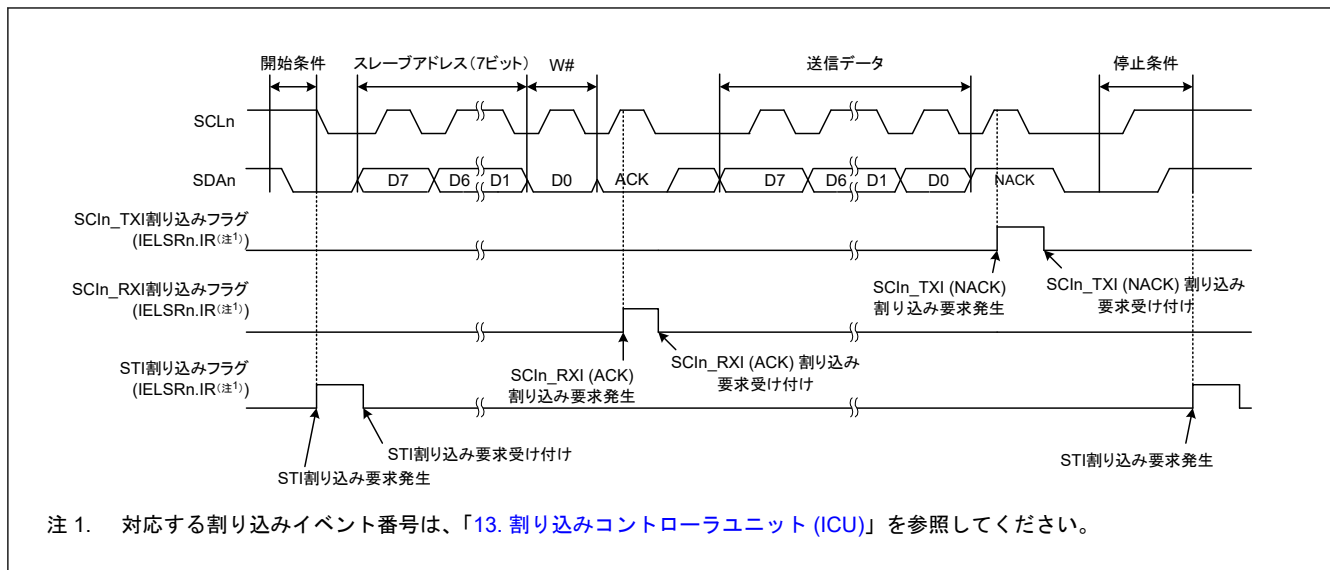 開始条件 スレーブアドレス（7ビット） W# 送信データ 停止条件
SCLn
SDAn D7 D6 D1 D0 ACK D7 D6 D1 D0 NACK
SCIn_TXI割り込みフラグ
(IELSRn.IR(注1))
SCIn_TXI (NACK)
割り込み要求発生
SCIn_TXI (NACK) 割り込み
要求受け付け
SCIn_RXI割り込みフラグ
(IELSRn.IR(注1))
SCIn_RXI (ACK)
割り込み要求発生
SCIn_RXI (ACK) 割り込み
要求受け付け
STI割り込みフラグ
(IELSRn.IR(注1))
STI割り込み要求受け付け
STI割り込み要求発生
STI割り込み要求発生
注 1. 対応する割り込みイベント番号は、「13. 割り込みコントローラユニット (ICU)」を参照してください。